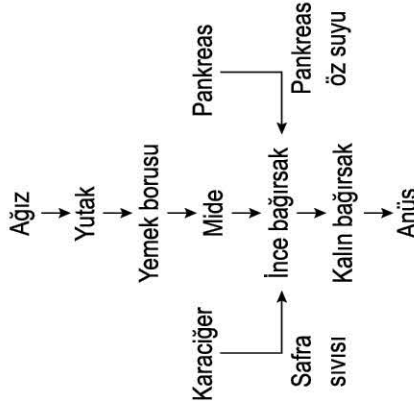 Ağız
Yutak
Yemek borusu
Mide
Karaciğer
Pankreas
İnce bağırsak
Safra
sıvısı
Pankreas
öz suyu
Kalın bağırsak
Anüs